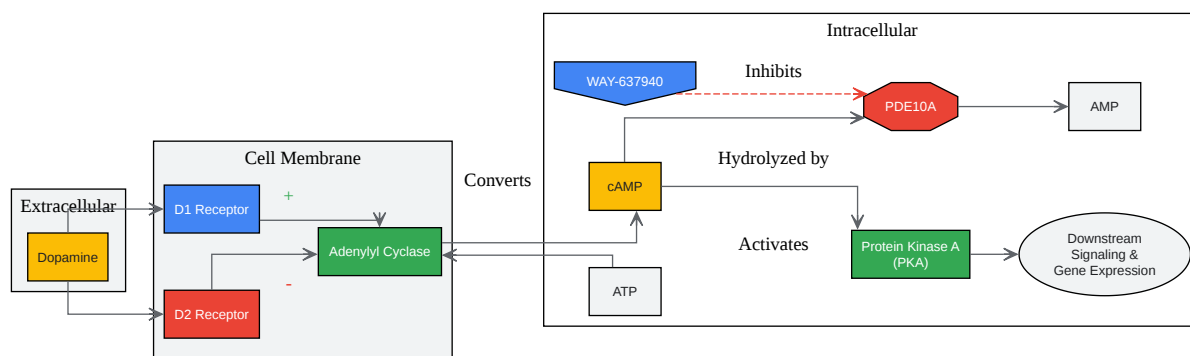 Intracellular
WAY-637940
Inhibits
PDE10A
AMP
Cell Membrane
Hydrolyzed by
Converts
cAMP
Extracellular
D1 Receptor
+
Dopamine
Adenylyl Cyclase
Activates
Protein Kinase A
(PKA)
Downstream
Signaling &
Gene Expression
D2 Receptor
-
ATP